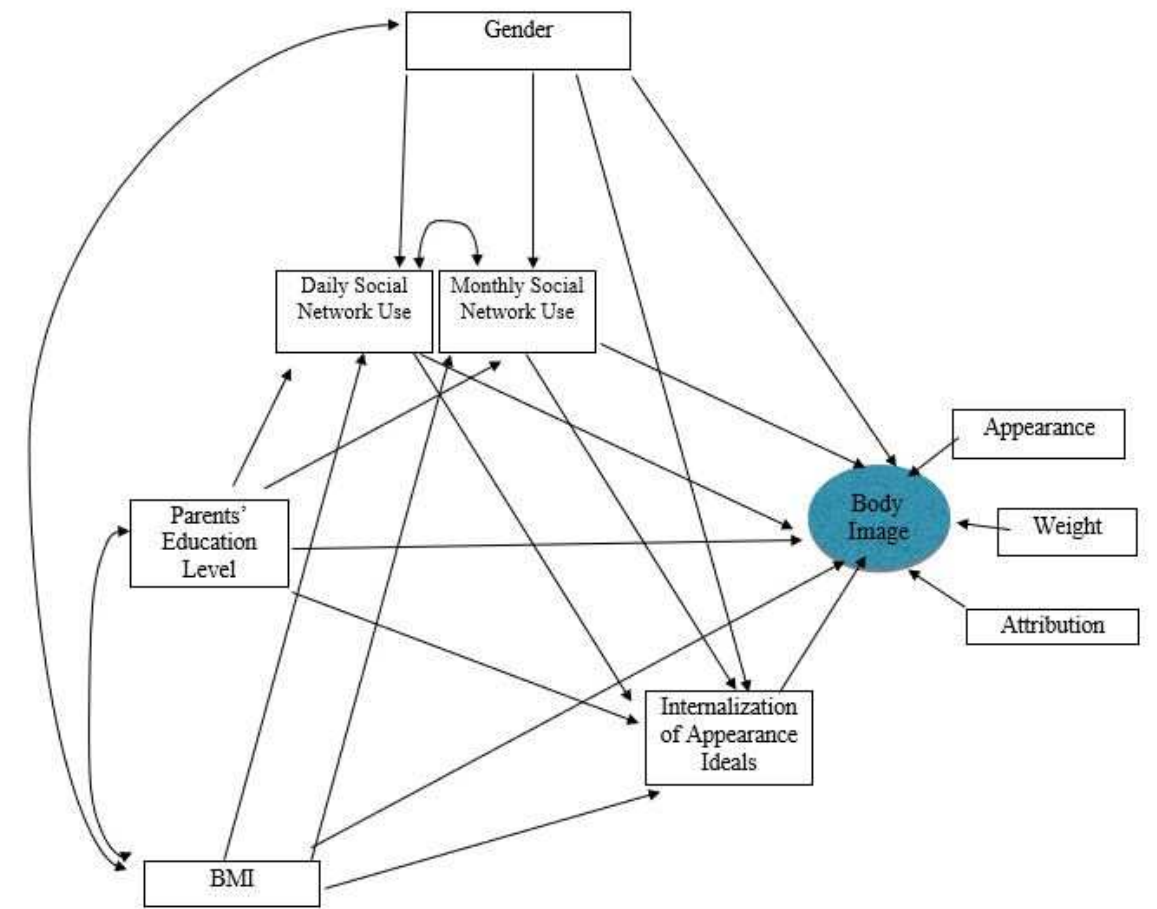 Gender
Daily Social
Network Use
Monthly Social
Network Use
Appearance
Body
Image
Weight
Parents’
Education
Level
Attribution
Internalization
of Appearance
Ideals
BMI